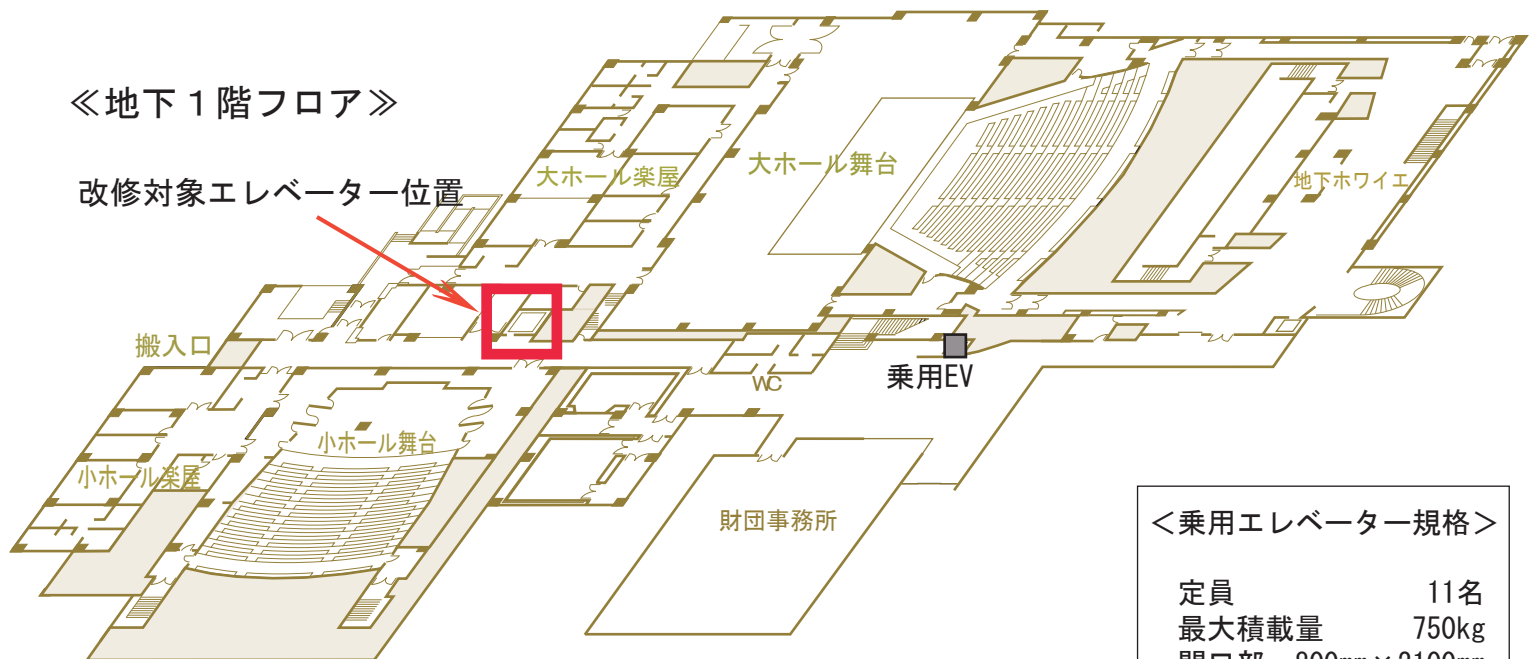 ≪地下１階フロア≫
改修対象エレベーター位置
大ホール楽屋
大ホール舞台
地下ホワイエ
搬入口
WC
乗用EV
小ホール舞台
小ホール楽屋
財団事務所
＜乗用エレベーター規格＞
定員 11名
最大積載量 750kg